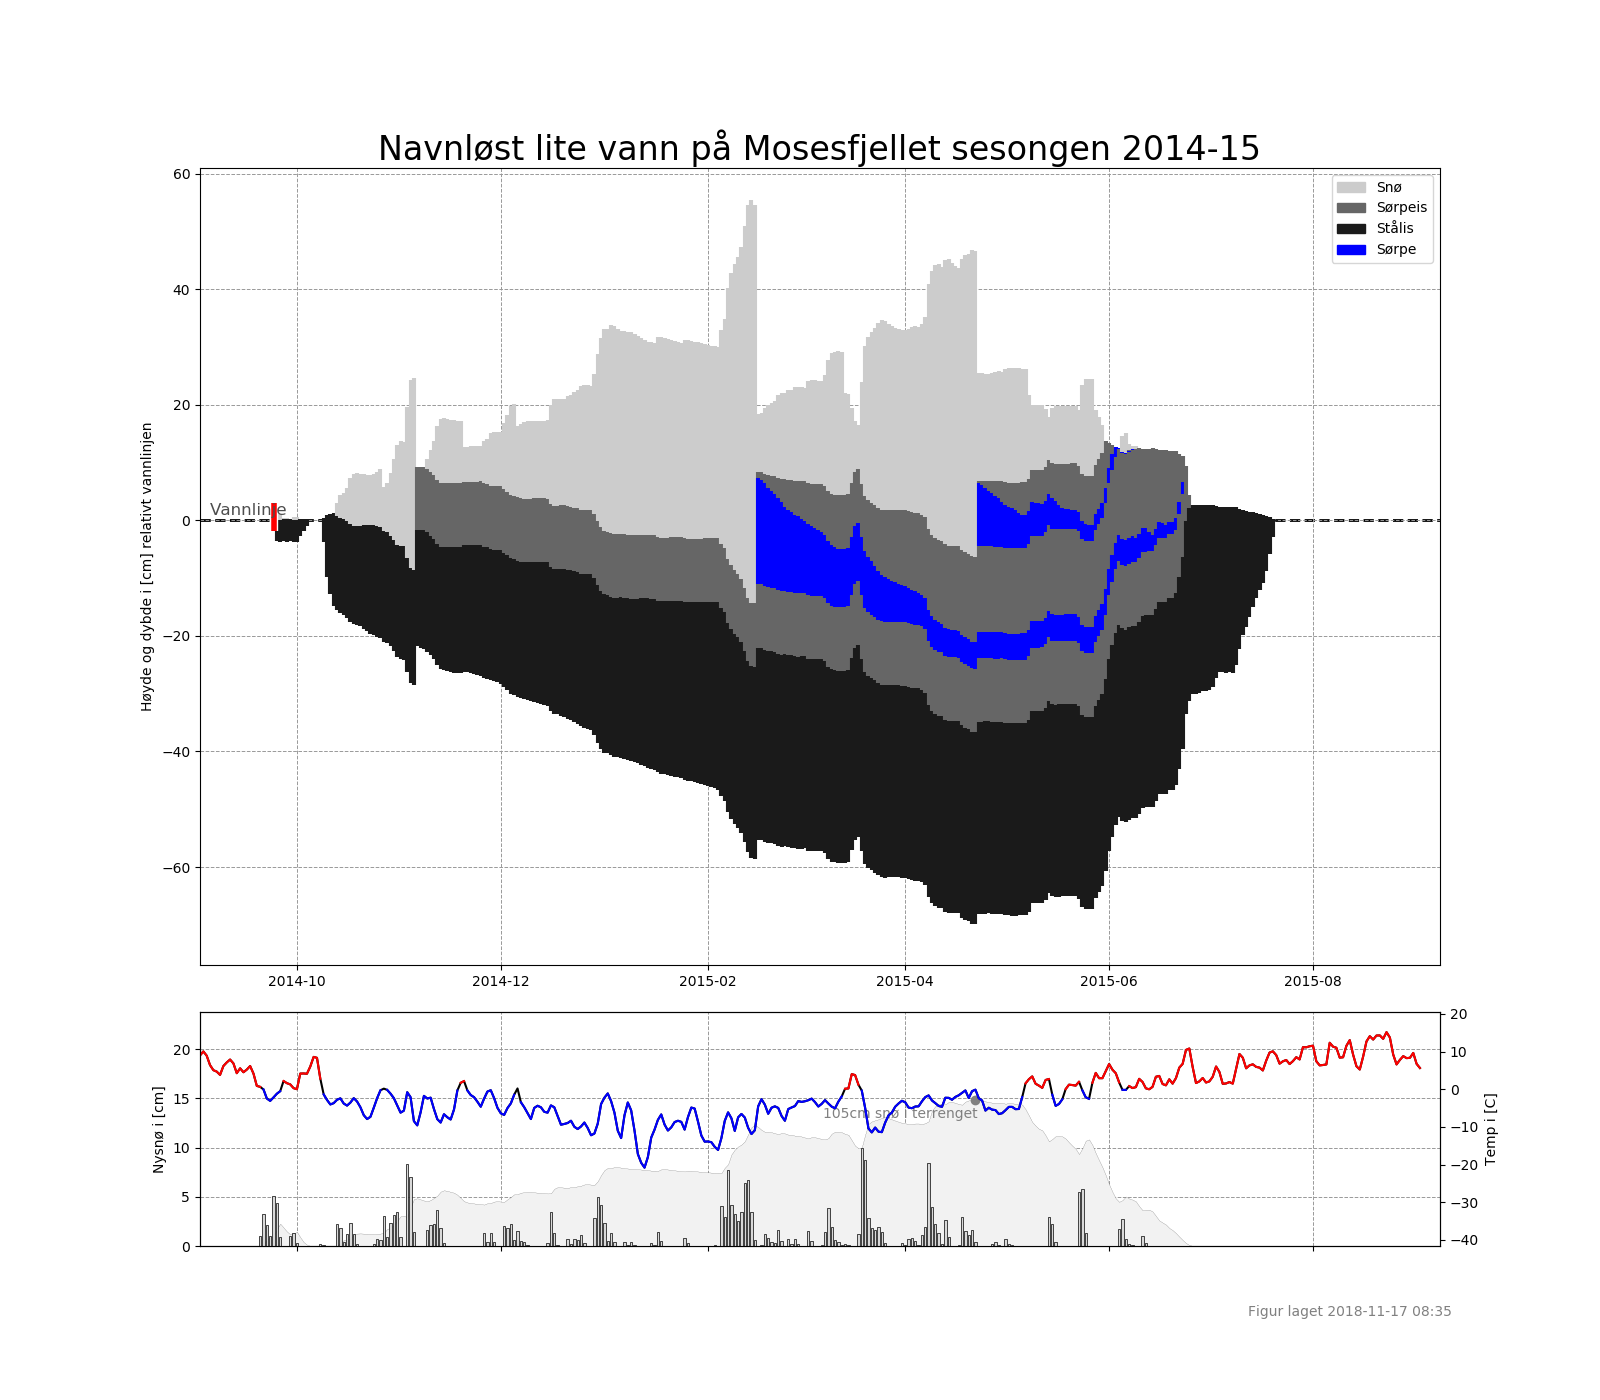 Navnløst lite vann på Mosesfjellet sesongen 2014-15
Høyde og dybde i [cm] relativt vannlinjen
60
40
20
0
−20
−40
−60
Vannlinje
Snø
Sørpeis
Stålis
Sørpe
2014-10
2014-12
2015-02
2015-04
2015-06
2015-08
Nysnø i [cm]
20
15
10
5
0
105cm snø i terrenget
20
10
0
−10
−20
−30
−40
Temp i [C]
Figur laget 2018-11-17 08:35